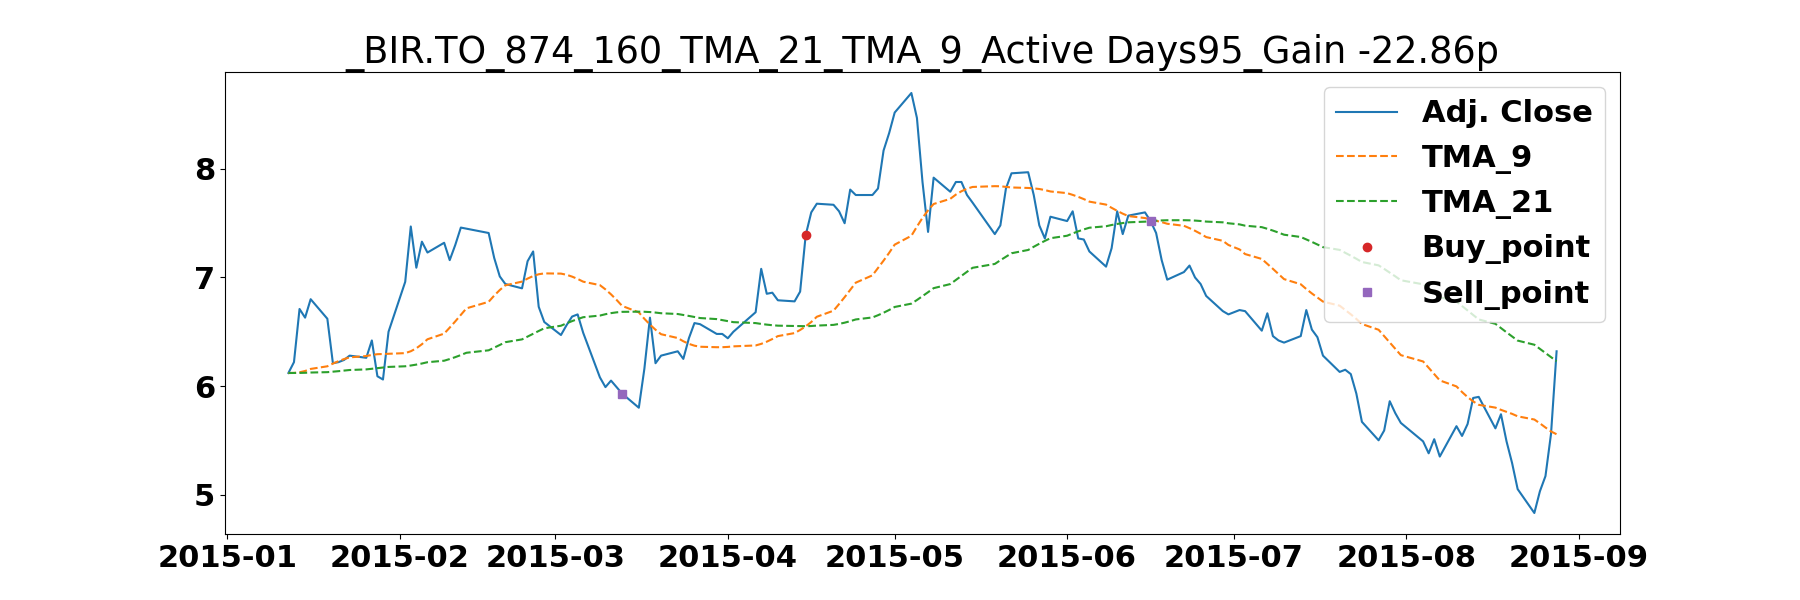 _BIR.TO_874_160_TMA_21_TMA_9_Active Days95_Gain -22.86p
Adj. Close
TMA_9
TMA_21
Buy_point
Sell_point
8
7
6
5
2015-01 2015-02 2015-03 2015-04 2015-05 2015-06 2015-07 2015-08 2015-09